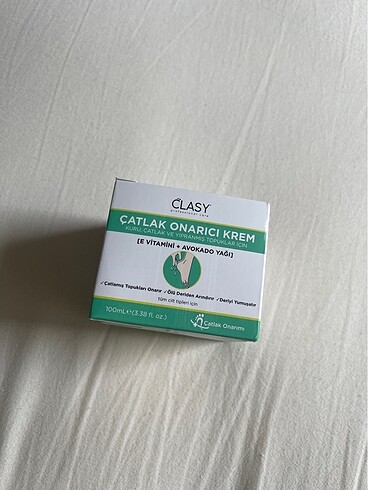 CLASY
professional care
ÇATLAK ONARICI KREM
KURU, ÇATLAK VE YIPRANMIŞ TOPUKLAR İÇİN
[E VİTAMİNİ + AVOKADO YAĞI]
✓Çatlamış Topukları Onarır ✓Ölü Deriden Arındırır ✓Deriyi Yumuşatır
Tüm cilt tipleri için
100mL℮(3.38 fl. oz.)
Çatlak Onarımı